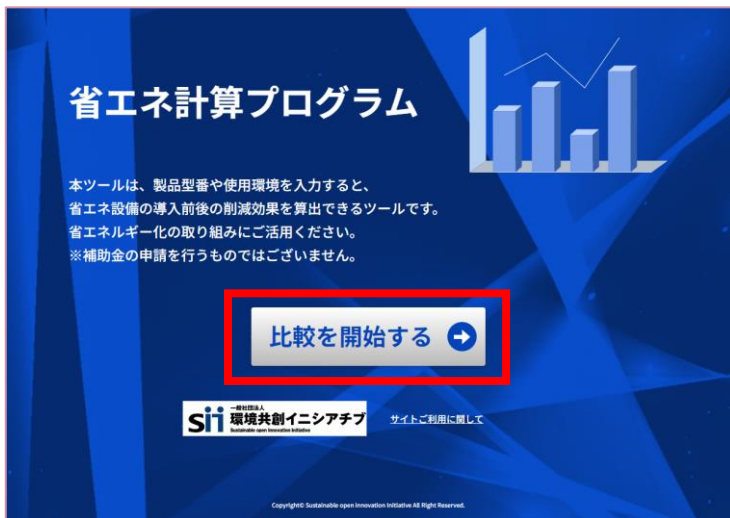 省エネ計算プログラム
本ツールは、製品型番や使用環境を入力すると、
省エネ設備の導入前後の削減効果を算出できるツールです。
省エネルギー化の取り組みにご活用ください。
※補助金の申請を行うものではございません。
比較を開始する
sii 一般社団法人
環境共創イニシアチブ
Sustainable open Innovation Initiative
サイトご利用に関して
Copyright© Sustainable open Innovation Initiative All Right Reserved.